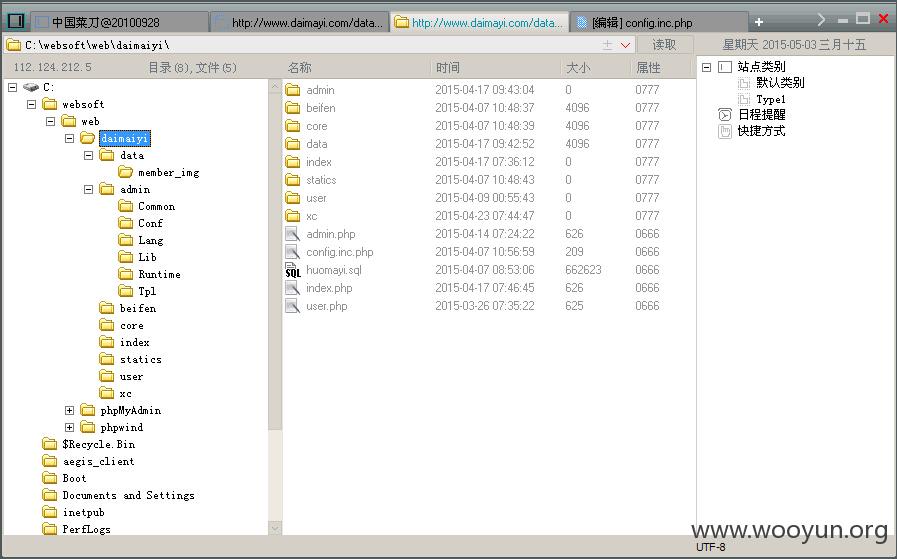 中国菜刀@20100928 http://www.daimayi.com/data... http://www.daimayi.com/data... [编辑] config.inc.php
C:\websoft\web\daimaiyi\ 读取 星期天 2015-05-03 三月十五
112.124.212.5 目录(8),文件(5) 名称 时间 大小 属性
C:
websoft
web
daimaiyi
data
member_img
admin
Common
Conf
Lang
Lib
Runtime
Tpl
beifen
core
index
statics
user
xc
phpMyAdmin
phpwind
$Recycle.Bin
aegis_client
Boot
Documents and Settings
inetpub
PerfLogs
admin 2015-04-17 09:43:04 0 0777
beifen 2015-04-07 10:48:37 4096 0777
core 2015-04-07 10:48:39 4096 0777
data 2015-04-17 09:42:52 4096 0777
index 2015-04-17 07:36:12 0 0777
statics 2015-04-07 10:48:43 0 0777
user 2015-04-09 00:55:43 0 0777
xc 2015-04-23 07:44:47 0 0777
admin.php 2015-04-14 07:24:22 626 0666
config.inc.php 2015-04-07 10:56:59 209 0666
SQL huomayi.sql 2015-04-07 08:53:06 662623 0666
index.php 2015-04-17 07:46:45 626 0666
user.php 2015-03-26 07:35:22 625 0666
站点类别
默认类别
Type1
日程提醒
快捷方式
www.wooyun.org
UTF-8